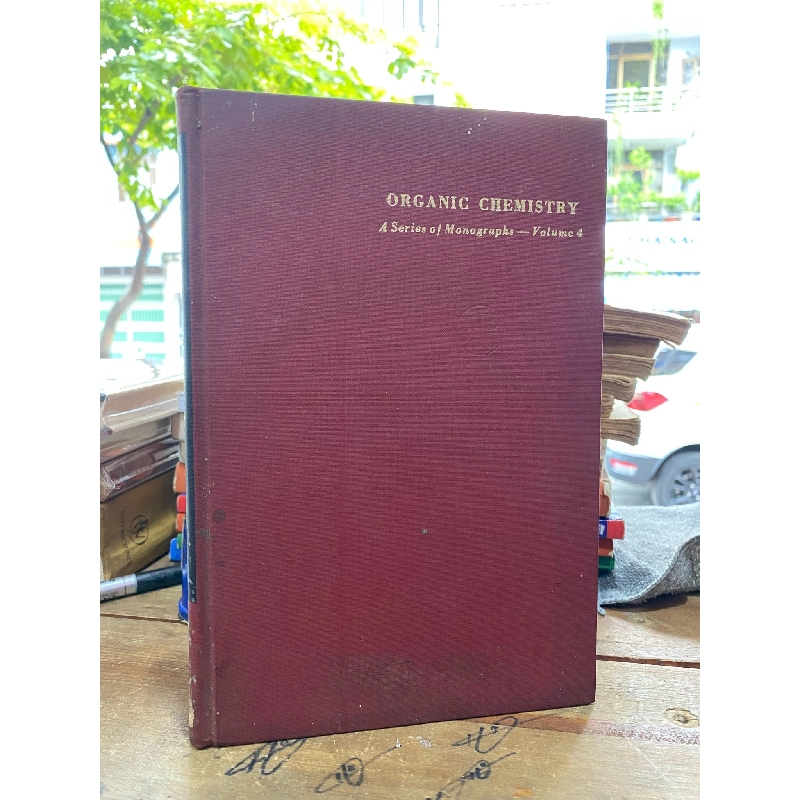 ORGANIC CHEMISTRY
A Series of Monographs — Volume 4